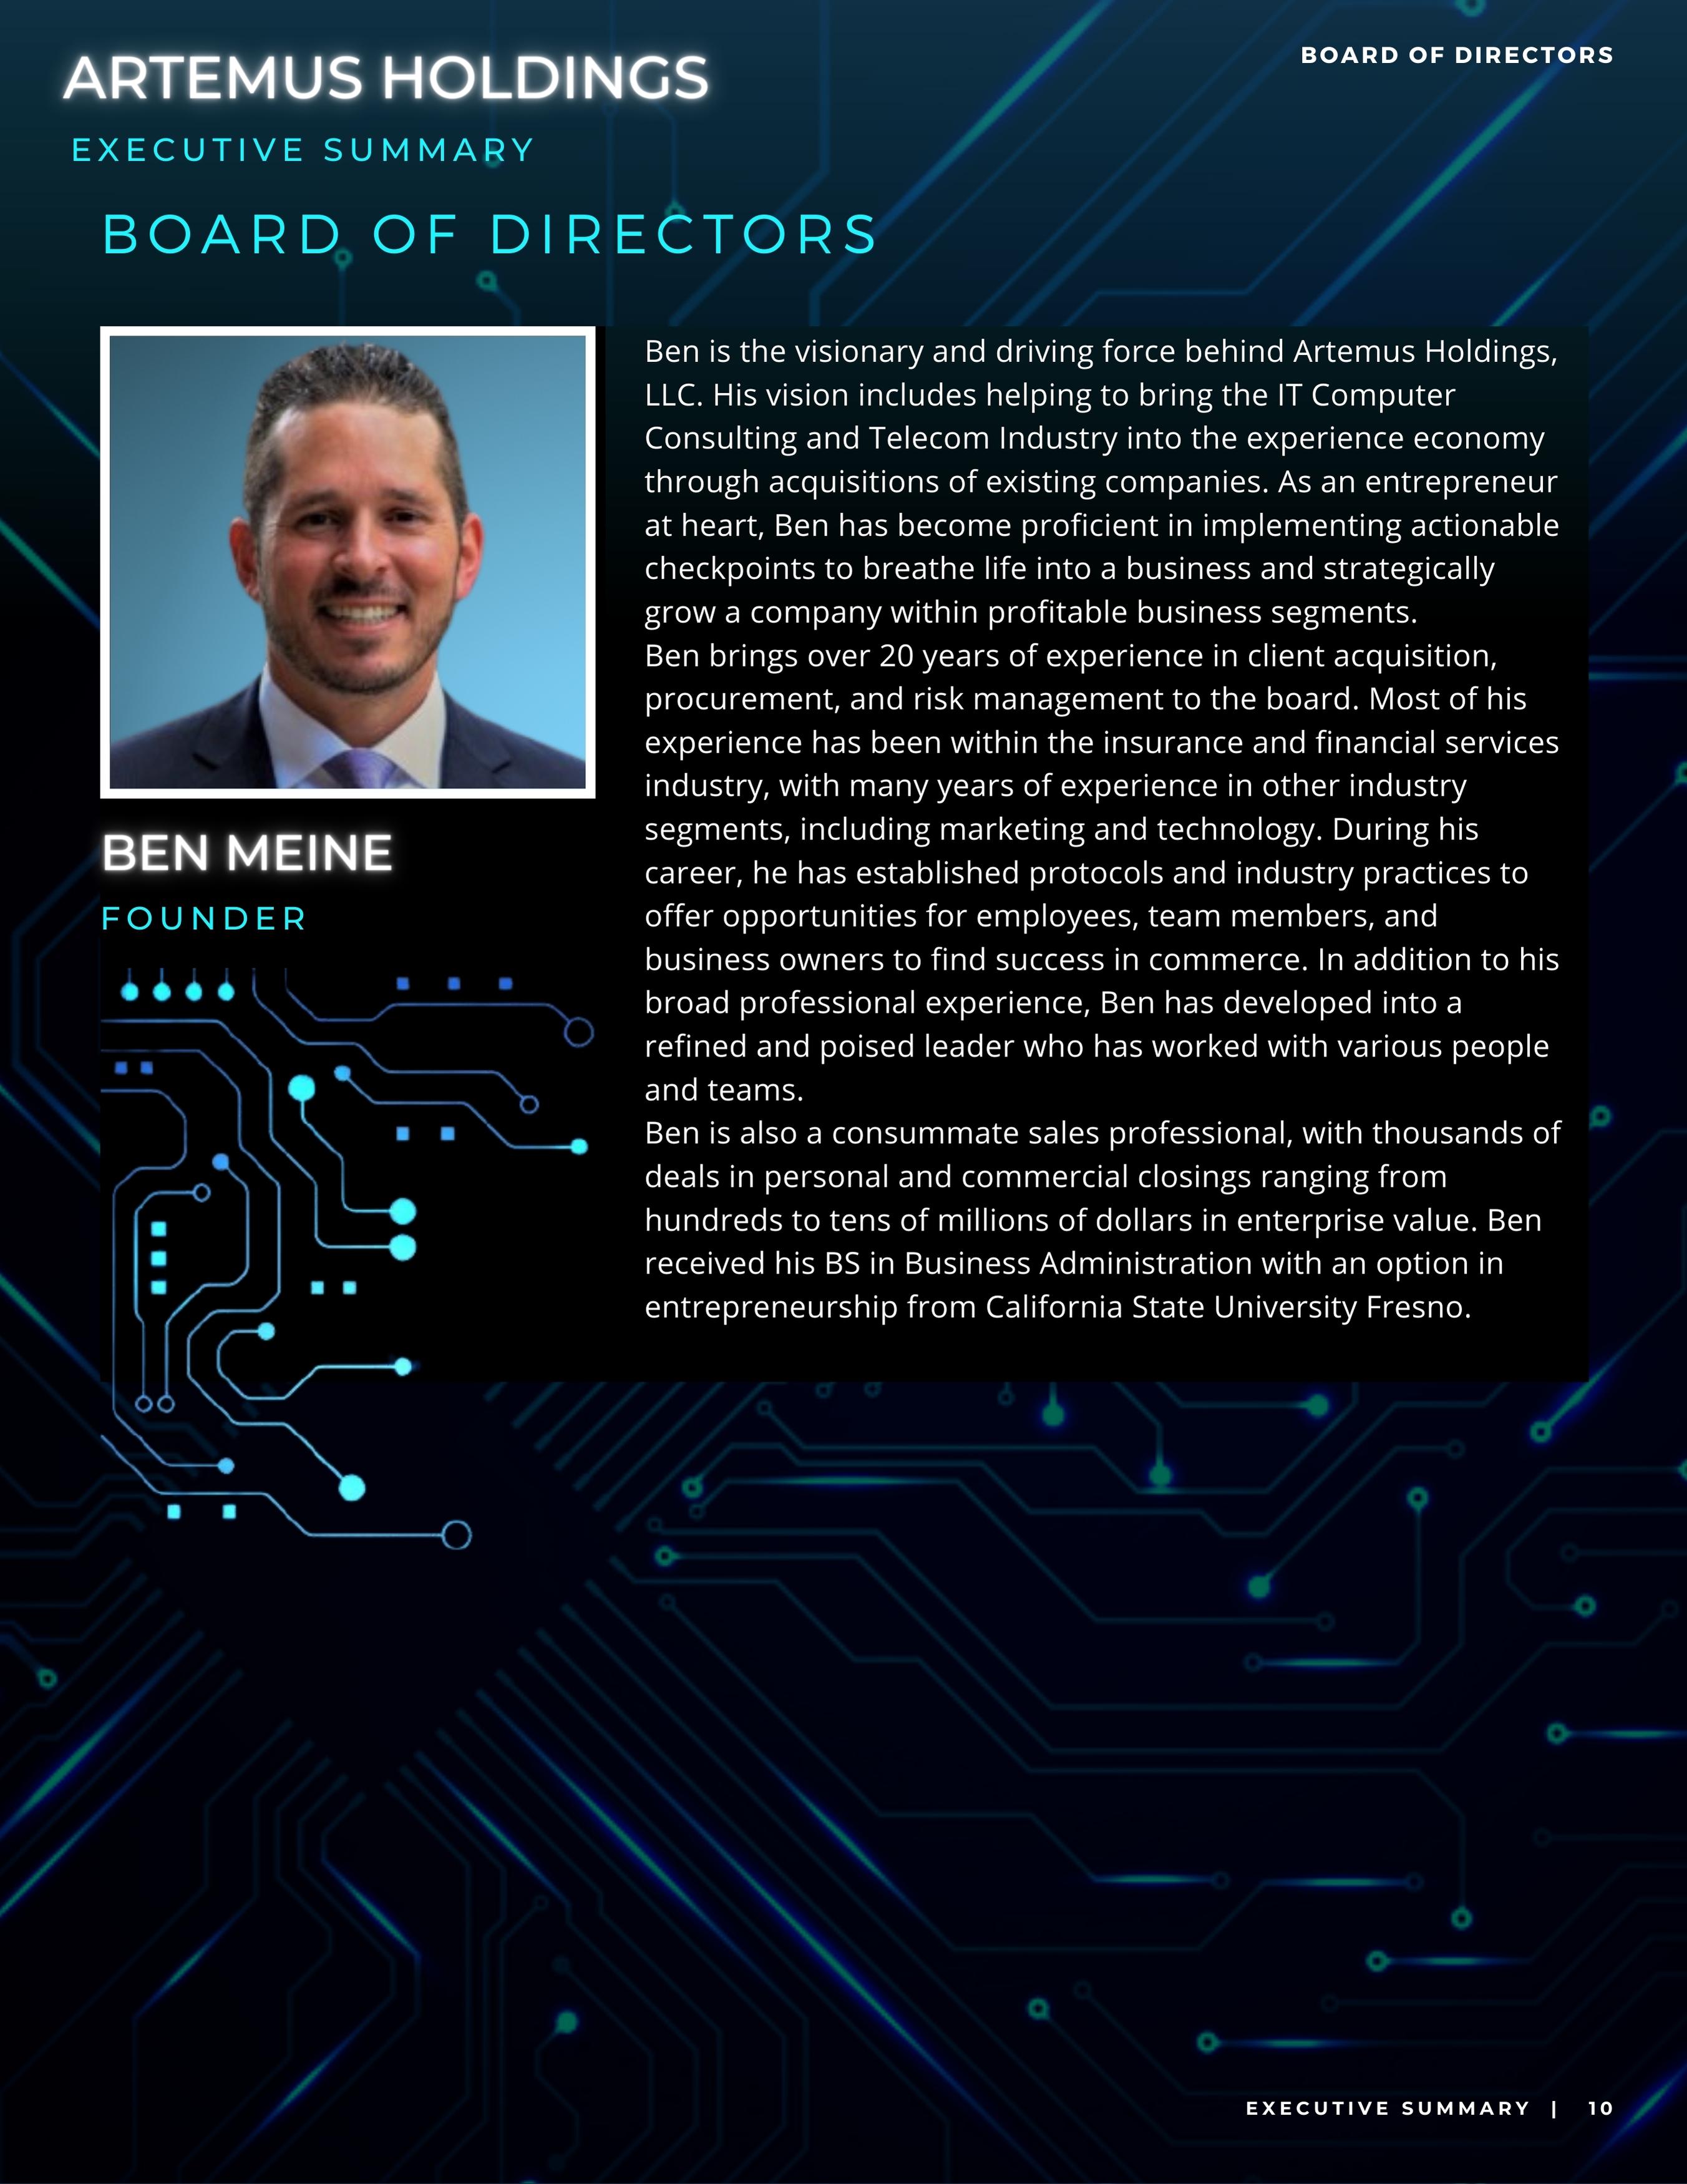 ARTEMUS HOLDINGS
BOARD OF DIRECTORS
EXECUTIVE SUMMARY
BOARD OF DIRECTORS
BEN MEINE
FOUNDER
Ben is the visionary and driving force behind Artemus Holdings,
LLC. His vision includes helping to bring the IT Computer
Consulting and Telecom Industry into the experience economy
through acquisitions of existing companies. As an entrepreneur
at heart, Ben has become proficient in implementing actionable
checkpoints to breathe life into a business and strategically
grow a company within profitable business segments.
Ben brings over 20 years of experience in client acquisition,
procurement, and risk management to the board. Most of his
experience has been within the insurance and financial services
industry, with many years of experience in other industry
segments, including marketing and technology. During his
career, he has established protocols and industry practices to
offer opportunities for employees, team members, and
business owners to find success in commerce. In addition to his
broad professional experience, Ben has developed into a
refined and poised leader who has worked with various people
and teams.
Ben is also a consummate sales professional, with thousands of
deals in personal and commercial closings ranging from
hundreds to tens of millions of dollars in enterprise value. Ben
received his BS in Business Administration with an option in
entrepreneurship from California State University Fresno.
EXECUTIVE SUMMARY | 10